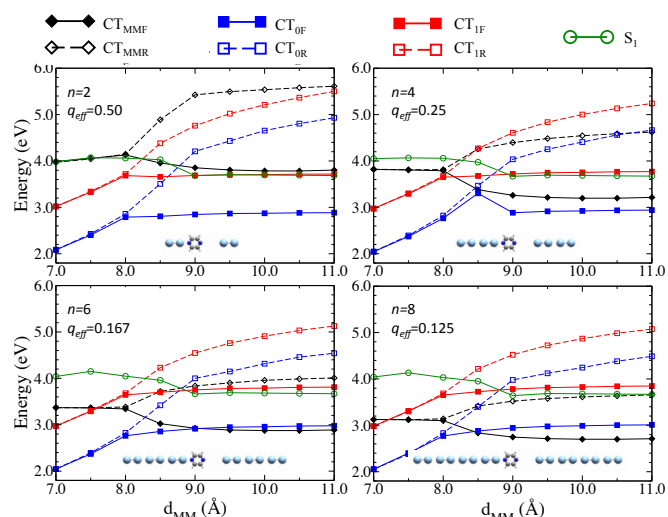 CT_MMF CT_0F CT_1F S_1
CT_MMR CT_0R CT_1R
6.0 5.0 4.0 3.0 2.0
Energy (eV)
n=2
q_eff=0.50
7.0 8.0 9.0 10.0 11.0
6.0 5.0 4.0 3.0 2.0
Energy (eV)
n=4
q_eff=0.25
7.0 8.0 9.0 10.0 11.0
6.0 5.0 4.0 3.0 2.0
Energy (eV)
n=6
q_eff=0.167
7.0 8.0 9.0 10.0 11.0
d_MM (Å)
6.0 5.0 4.0 3.0 2.0
Energy (eV)
n=8
q_eff=0.125
7.0 8.0 9.0 10.0 11.0
d_MM (Å)